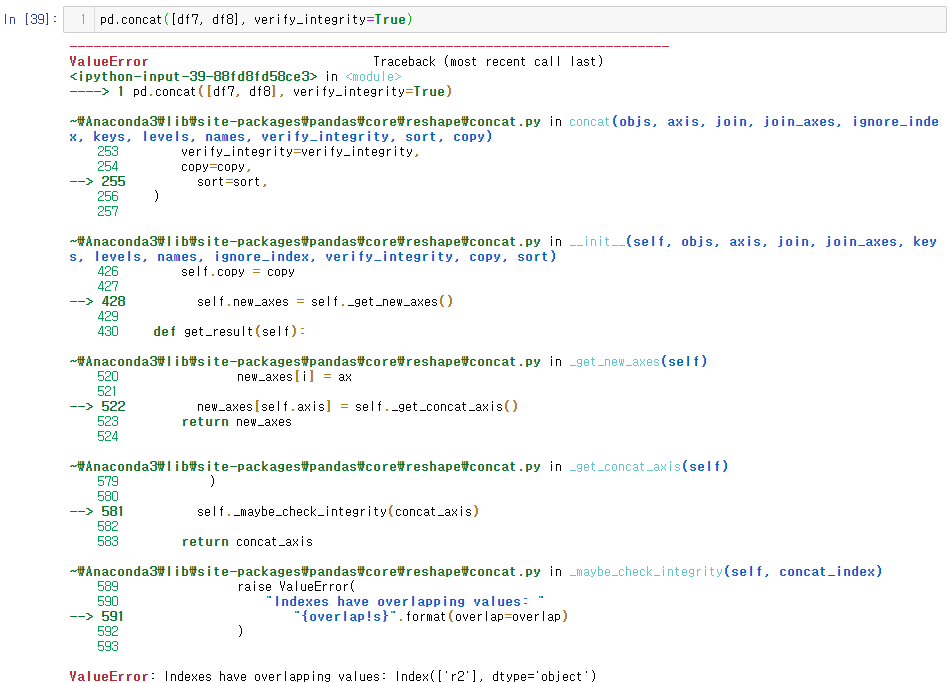 In [39]: 1 pd.concat([df7, df8], verify_integrity=True)
---------------------------------------------------------------------------
ValueError Traceback (most recent call last)
<ipython-input-39-88fd8fd58ce3> in <module>
----> 1 pd.concat([df7, df8], verify_integrity=True)
~₩Anaconda3₩lib₩site-packages₩pandas₩core₩reshape₩concat.py in concat(objs, axis, join, join_axes, ignore_inde
x, keys, levels, names, verify_integrity, sort, copy)
253 verify_integrity=verify_integrity,
254 copy=copy,
--> 255 sort=sort,
256 )
257
~₩Anaconda3₩lib₩site-packages₩pandas₩core₩reshape₩concat.py in __init__(self, objs, axis, join, join_axes, key
s, levels, names, ignore_index, verify_integrity, copy, sort)
426 self.copy = copy
427
--> 428 self.new_axes = self._get_new_axes()
429
430 def get_result(self):
~₩Anaconda3₩lib₩site-packages₩pandas₩core₩reshape₩concat.py in _get_new_axes(self)
520 new_axes[i] = ax
521
--> 522 new_axes[self.axis] = self._get_concat_axis()
523 return new_axes
524
~₩Anaconda3₩lib₩site-packages₩pandas₩core₩reshape₩concat.py in _get_concat_axis(self)
579 )
580
--> 581 self._maybe_check_integrity(concat_axis)
582
583 return concat_axis
~₩Anaconda3₩lib₩site-packages₩pandas₩core₩reshape₩concat.py in _maybe_check_integrity(self, concat_index)
589 raise ValueError(
590 "Indexes have overlapping values: "
--> 591 "{overlap!s}".format(overlap=overlap)
592 )
593
ValueError: Indexes have overlapping values: Index(['r2'], dtype='object')